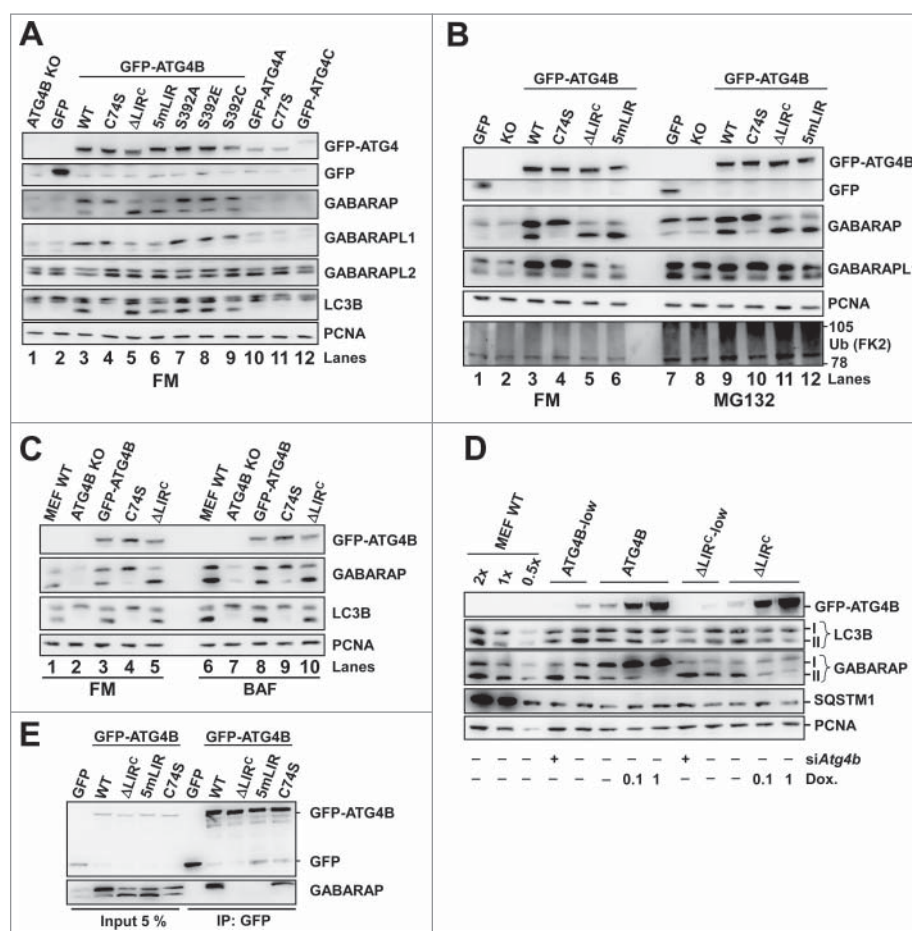 A
ATG4B KO
GFP
GFP-ATG4B
WT
C74S
ΔLIRᶜ
5mLIR
S392A
S392E
S392C
GFP-ATG4A
C77S
GFP-ATG4C
GFP-ATG4
GFP
GABARAP
GABARAPL1
GABARAPL2
LC3B
PCNA
1 2 3 4 5 6 7 8 9 10 11 12 Lanes
FM
B
GFP-ATG4B GFP-ATG4B
GFP KO WT C74S ΔLIRᶜ 5mLIR GFP KO WT C74S ΔLIRᶜ 5mLIR
GFP-ATG4B
GFP
GABARAP
GABARAPL
PCNA
105
Ub (FK2)
78
1 2 3 4 5 6 7 8 9 10 11 12 Lanes
FM MG132
C
MEF WT ATG4B KO GFP-ATG4B C74S ΔLIRᶜ MEF WT ATG4B KO GFP-ATG4B C74S ΔLIRᶜ
GFP-ATG4B
GABARAP
LC3B
PCNA
1 2 3 4 5 6 7 8 9 10 Lanes
FM BAF
D
MEF WT ATG4B-low ATG4B ΔLIRᶜ-low ΔLIRᶜ
2x 1x 0.5x
GFP-ATG4B
I
II
LC3B
I
II
GABARAP
SQSTM1
PCNA
– – – + – – – – + – – – – siAtg4b
– – – – – – 0.1 1 – – – 0.1 1 Dox.
E
GFP-ATG4B GFP-ATG4B
GFP WT ΔLIRᶜ 5mLIR C74S GFP WT ΔLIRᶜ 5mLIR C74S
GFP-ATG4B
GFP
GABARAP
Input 5 % IP: GFP